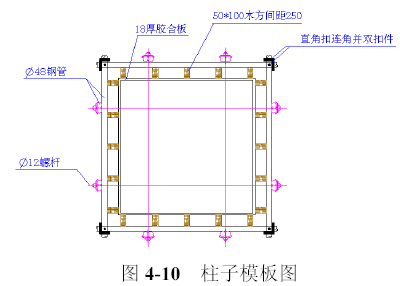 50*100木方间距250
18厚胶合板
直角扣连角并双扣件
∅48钢管
∅12螺杆
图 4-10 柱子模板图